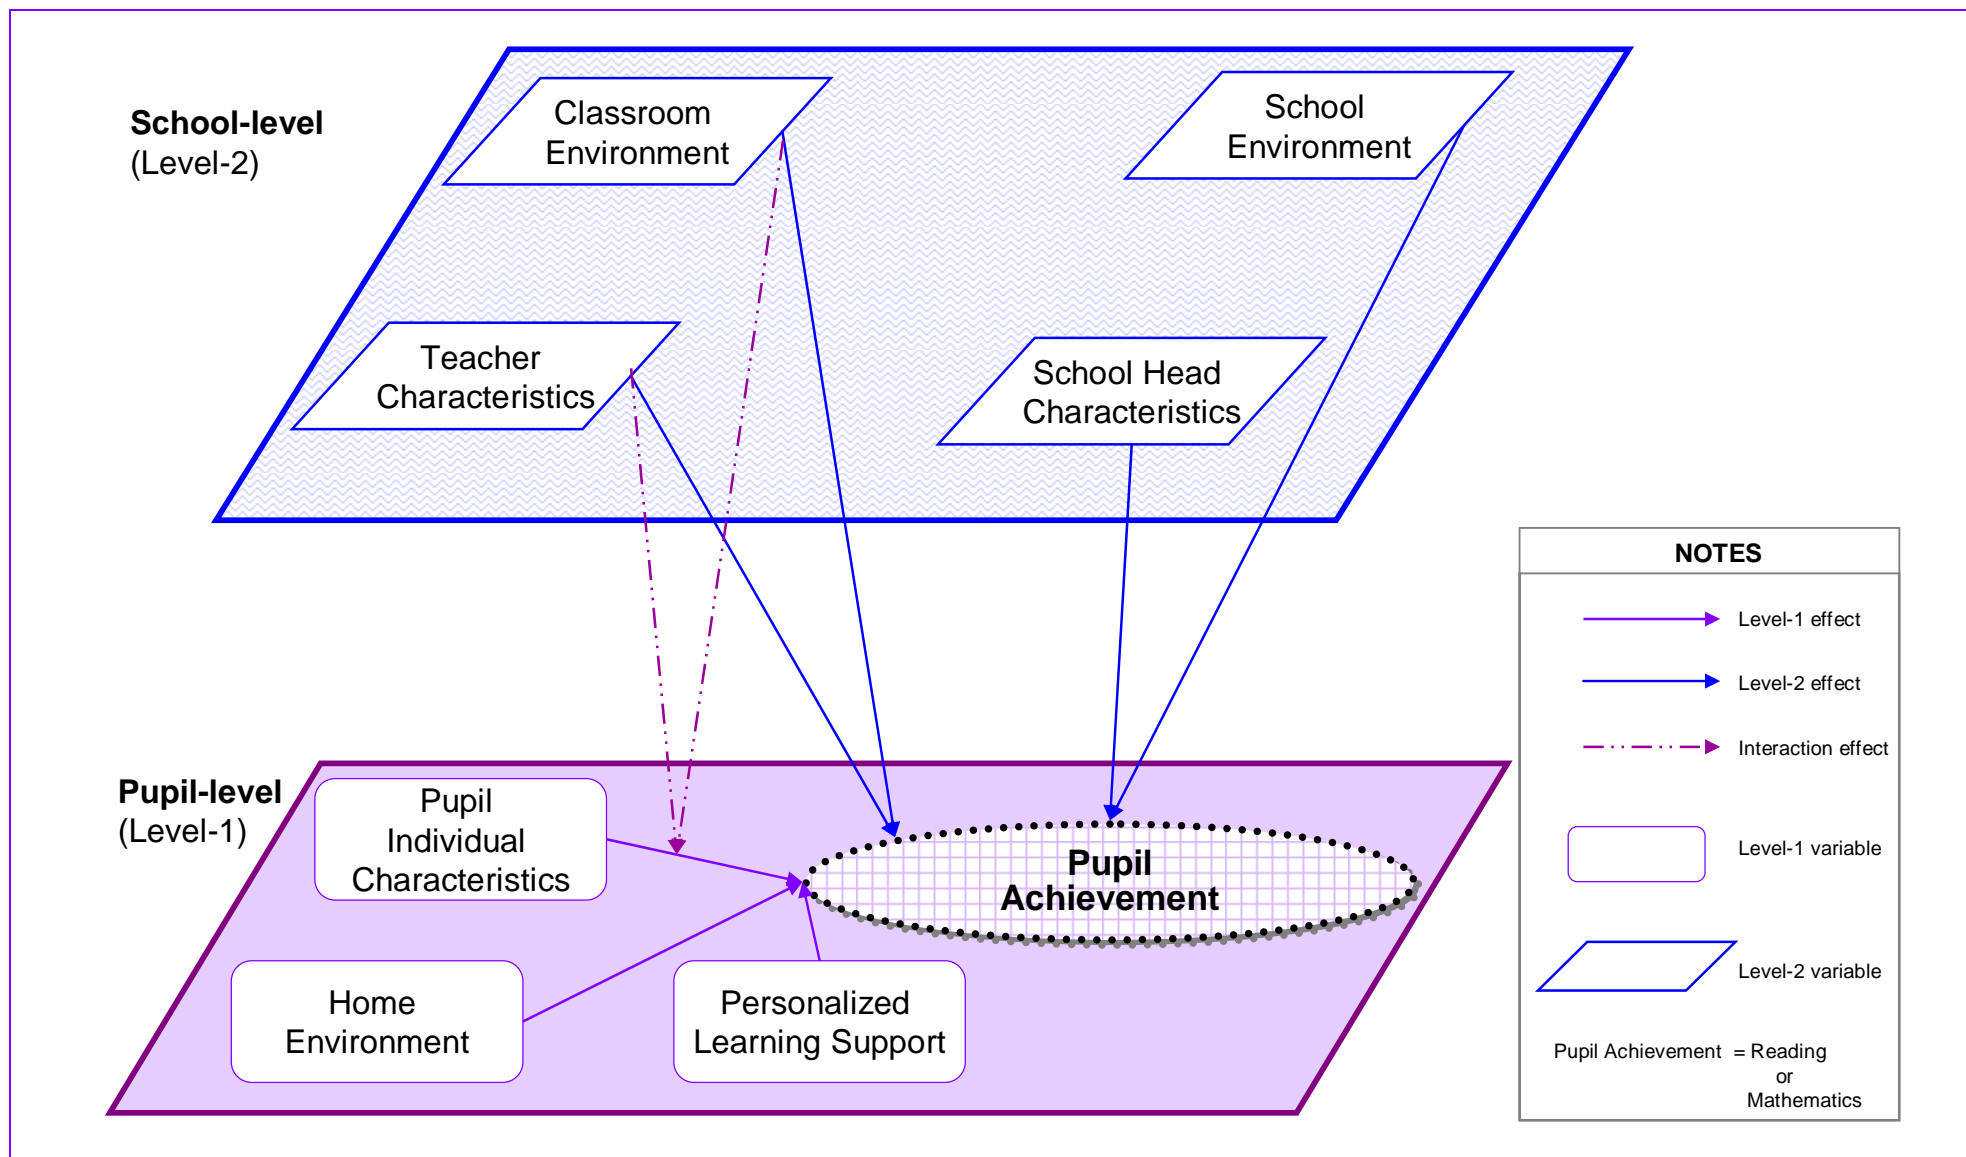 School-level
(Level-2)
Classroom
Environment
School
Environment
Teacher
Characteristics
School Head
Characteristics
Pupil-level
(Level-1)
Pupil
Individual
Characteristics
Pupil
Achievement
Home
Environment
Personalized
Learning Support
NOTES
Level-1 effect
Level-2 effect
Interaction effect
Level-1 variable
Level-2 variable
Pupil Achievement = Reading
or
Mathematics